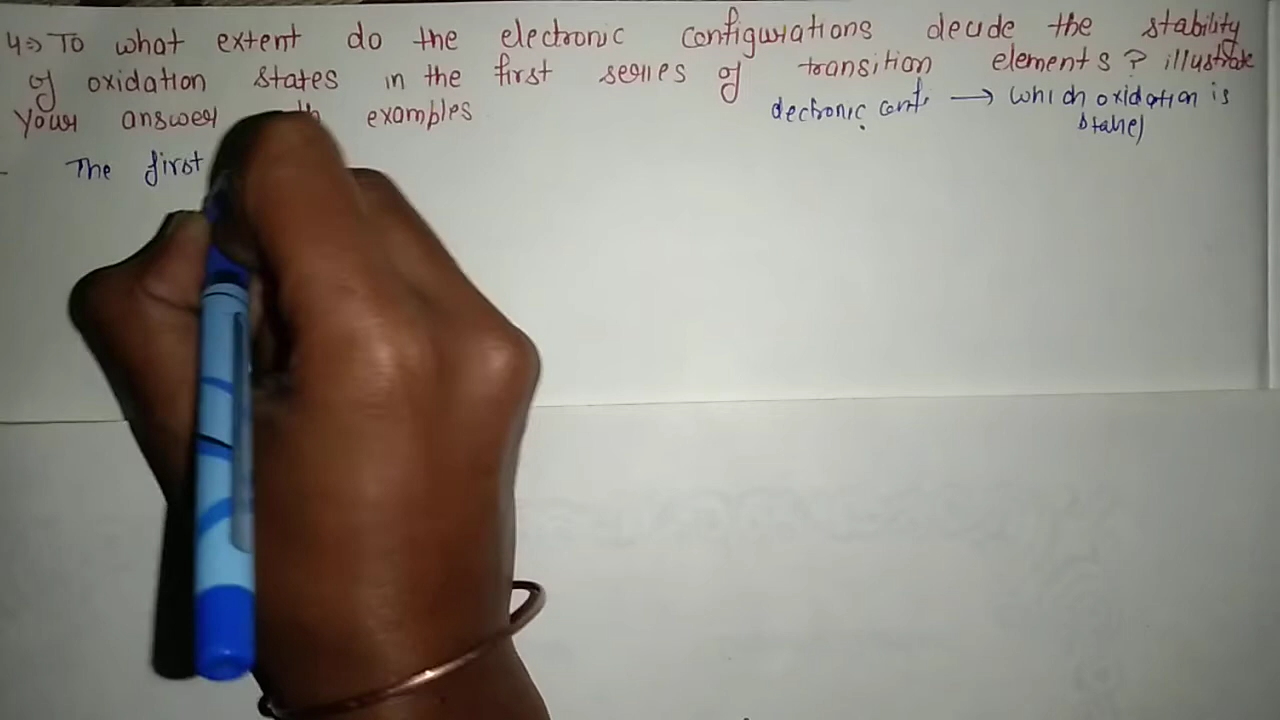 4⇒ To what extent do the electronic configurations decide the stability
of oxidation states in the first series of transition elements? illustrate
Your answer examples
dectronic conf. → which oxidation is
stable
The first